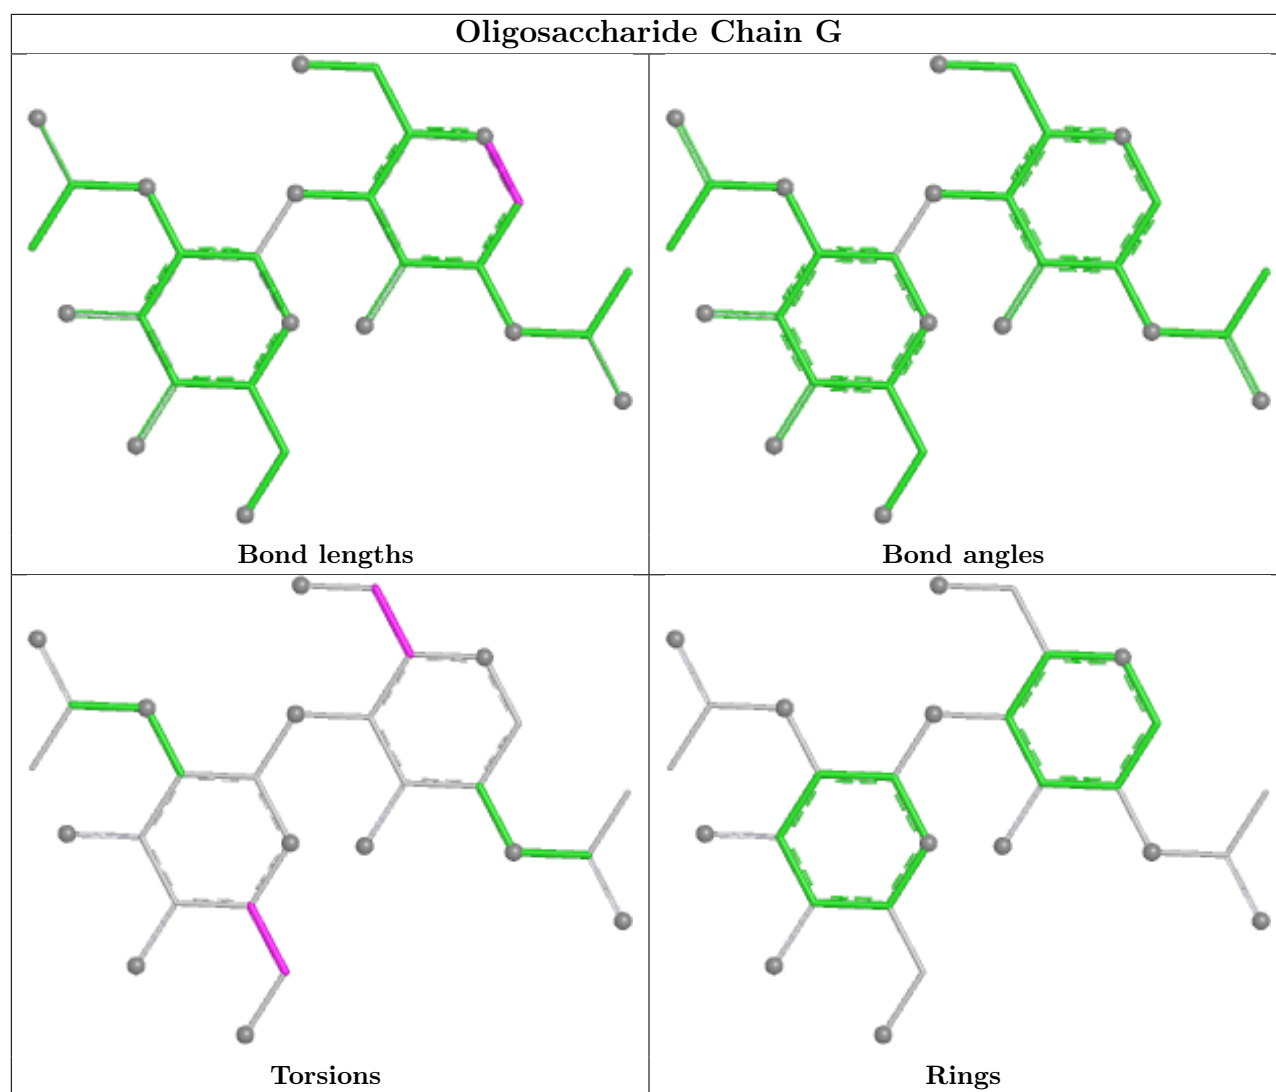 Oligosaccharide Chain G
Bond lengths
Bond angles
Torsions
Rings